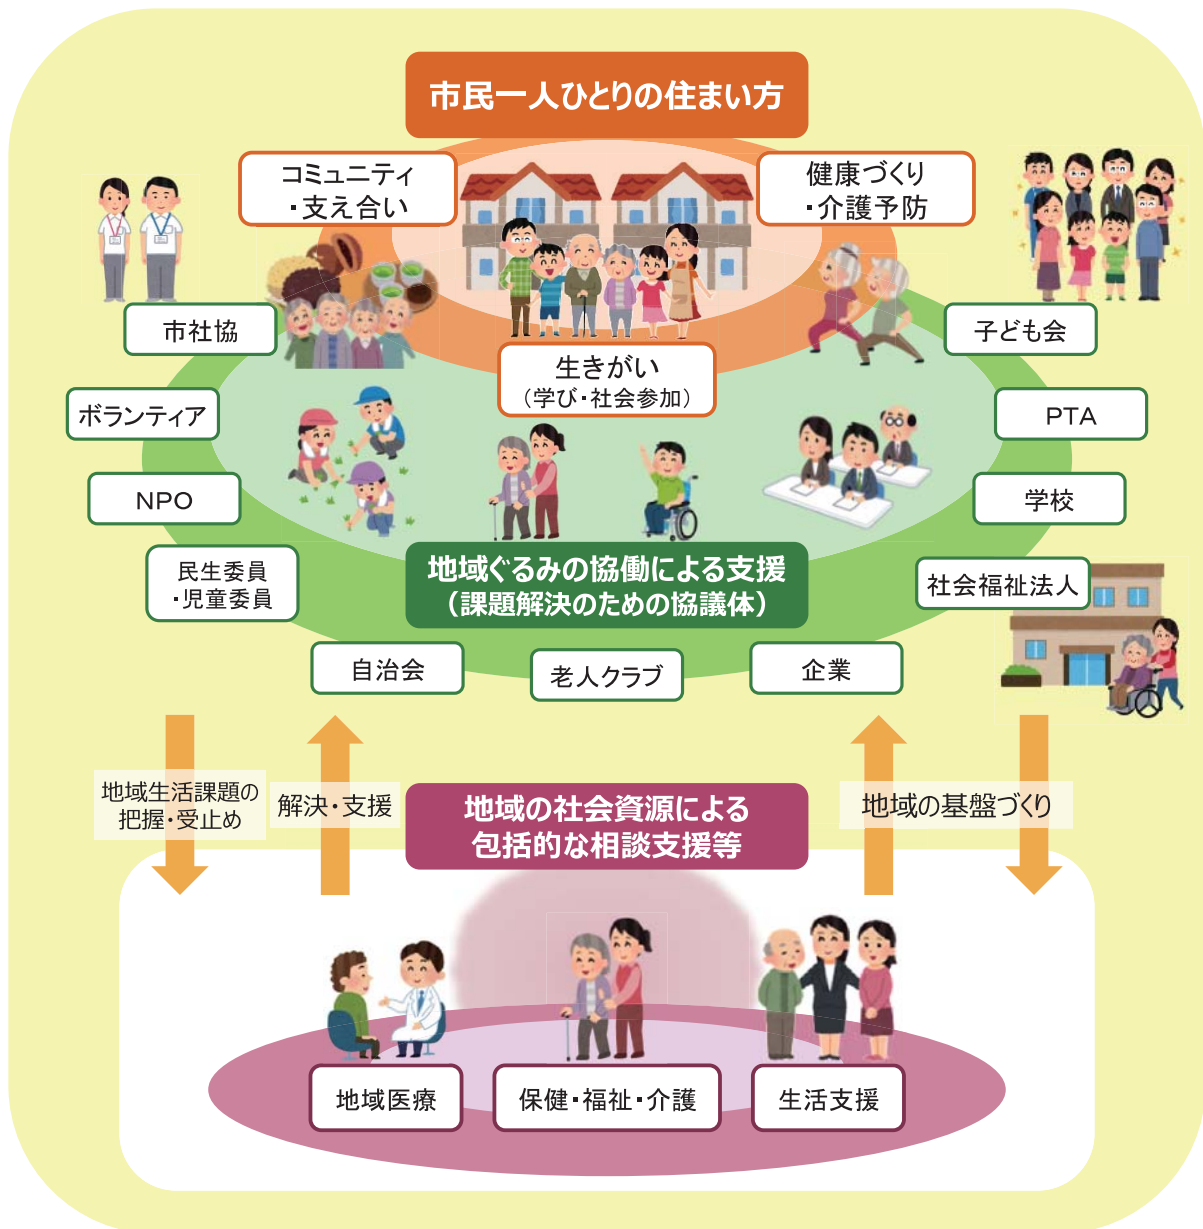 市民一人ひとりの住まい方
コミュニティ
・支え合い
健康づくり
・介護予防
生きがい
(学び・社会参加)
市社協
子ども会
ボランティア
PTA
NPO
学校
民生委員
・児童委員
地域ぐるみの協働による支援
(課題解決のための協議体)
社会福祉法人
自治会
老人クラブ
企業
地域生活課題の
把握・受止め
解決・支援
地域の社会資源による
包括的な相談支援等
地域の基盤づくり
地域医療
保健・福祉・介護
生活支援